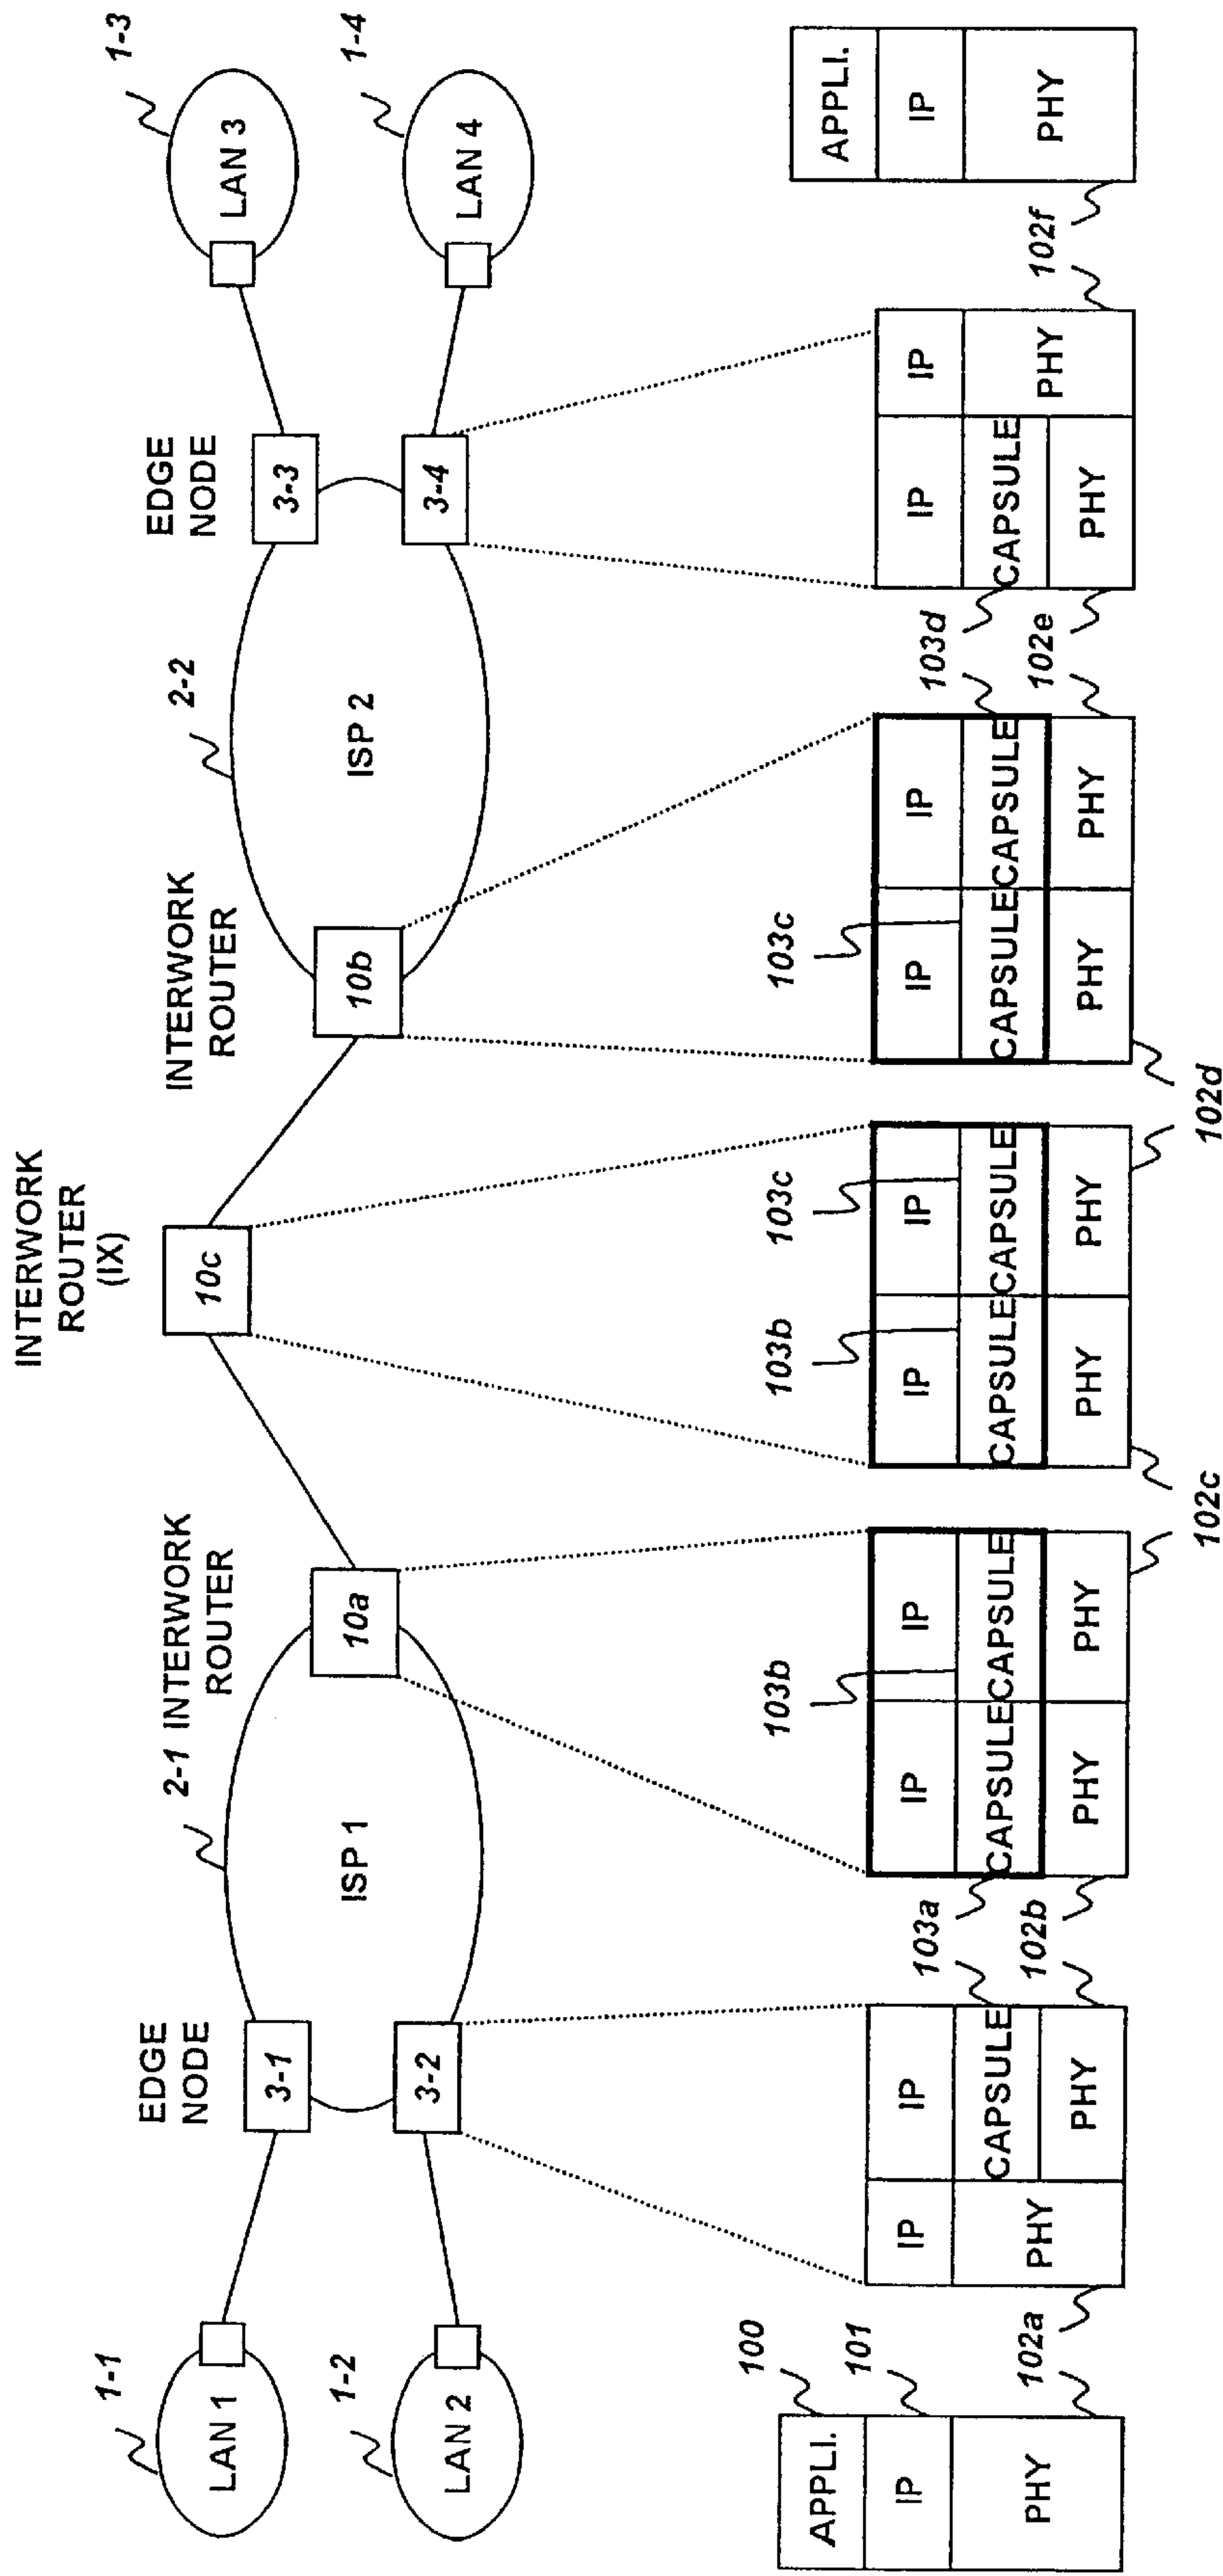 INTERWORK
ROUTER
(IX)
EDGE
NODE
2-1 INTERWORK
ROUTER
INTERWORK
ROUTER
EDGE
NODE
1-1
LAN 1
1-2
LAN 2
3-1
3-2
ISP 1
10a
10c
10b
2-2
ISP 2
3-3
3-4
1-3
LAN 3
1-4
LAN 4
100
101
102a
APPLI.
IP
PHY
IP
PHY
IP
CAPSULE
PHY
103a
102b
103b
IP
IP
CAPSULE
CAPSULE
PHY
PHY
102c
103b
103c
IP
IP
CAPSULE
CAPSULE
PHY
PHY
102d
103c
IP
IP
CAPSULE
CAPSULE
PHY
PHY
103d
102e
IP
IP
CAPSULE
PHY
PHY
102f
APPLI.
IP
PHY